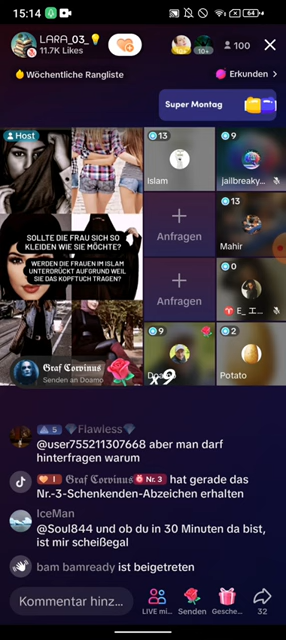 15:14
64
LARA_03_💡
11.7K Likes
10+
100
Wöchentliche Rangliste
Erkunden >
Super Montag
Host
13
9
Islam
jailbreaky...
SOLLTE DIE FRAU SICH SO
KLEIDEN WIE SIE MÖCHTE?
WERDEN DIE FRAUEN IM ISLAM
UNTERDRÜCKT AUFGRUND WEIL
SIE DAS KOPFTUCH TRAGEN?
+
Anfragen
13
Mahir
+
Anfragen
0
9
2
Potato
x9
Graf Corvinus
Senden an Doamo
5 💎Flawless💎
@user755211307668 aber man darf
hinterfragen warum
1 Graf Corvinus Nr. 3 hat gerade das
Nr.-3-Schenkenden-Abzeichen erhalten
IceMan
@Soul844 und ob du in 30 Minuten da bist,
ist mir scheißegal
bam bamready ist beigetreten
Kommentar hinz...
LIVE mi...
Senden
Gesche...
32